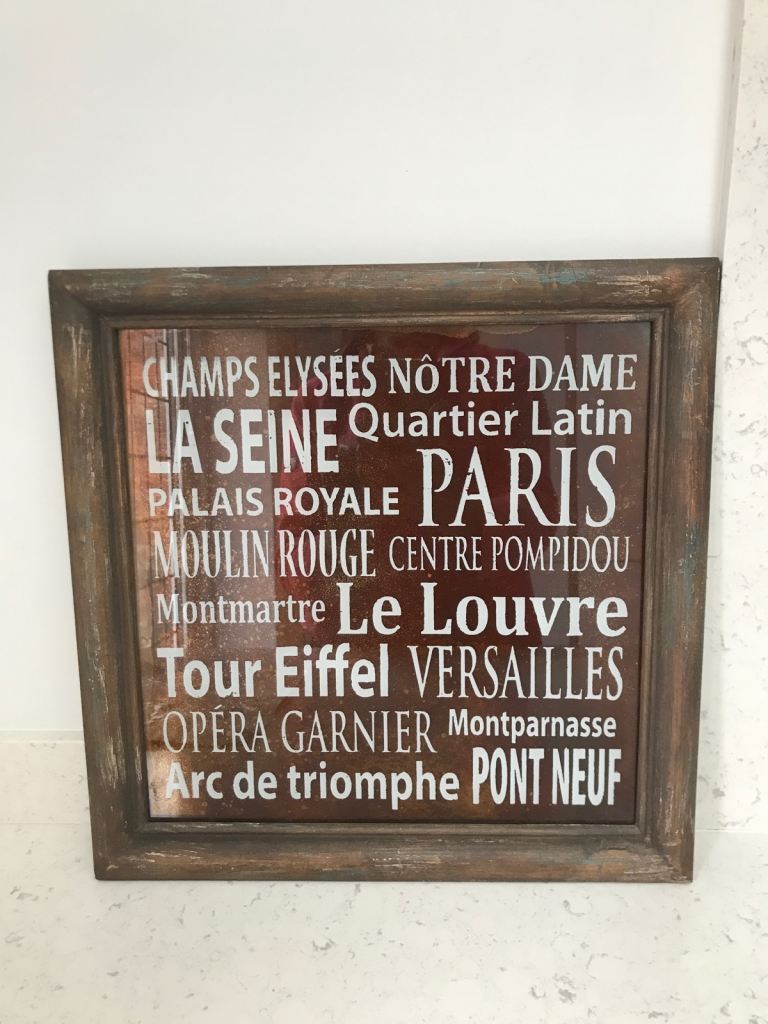 CHAMPS ELYSÉES NÔTRE DAME
LA SEINE Quartier Latin
PALAIS ROYALE PARIS
MOULIN ROUGE CENTRE POMPIDOU
Montmartre Le Louvre
Tour Eiffel VERSAILLES
OPÉRA GARNIER Montparnasse
Arc de triomphe PONT NEUF